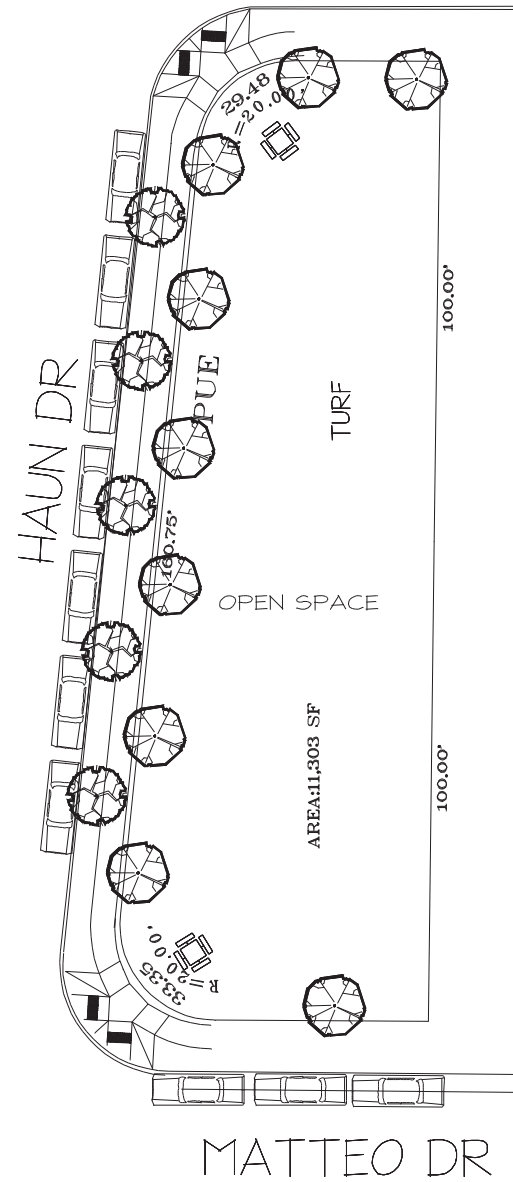 29.48
R=20.00'
100.00'
HAUN DR
PUE
TURF
160.75'
OPEN SPACE
AREA:11,303 SF
100.00'
33.35
R=20.00'
MATTEO DR